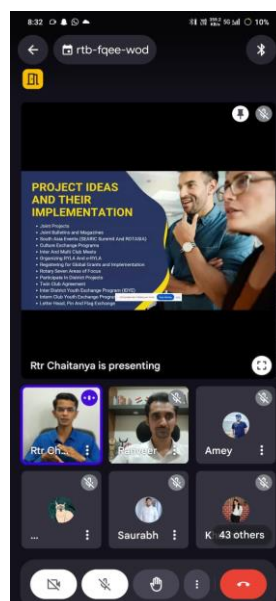 8:32
5G
10%
rtb-fqee-wod
PROJECT IDEAS
AND THEIR
IMPLEMENTATION
Joint Projects
Joint Bulletins and Magazines
South Asia Events (SEARIC Summit And ROTASIA)
Culture Exchange Programs
Inter And Multi Club Meets
Organizing RYLA And e-RYLA
Registering for Global Grants and Implementation
Rotary Seven Areas of Focus
Participate In District Projects
Twin Club Agreement
Inter District Youth Exchange Program (IDYE)
Intern Club Youth Exchange Prog
Letter Head, Pin And Flag Exchange
Rtr Chaitanya is presenting
Rtr Ch...
Ranveer
Amey
...
Saurabh
K
43 others